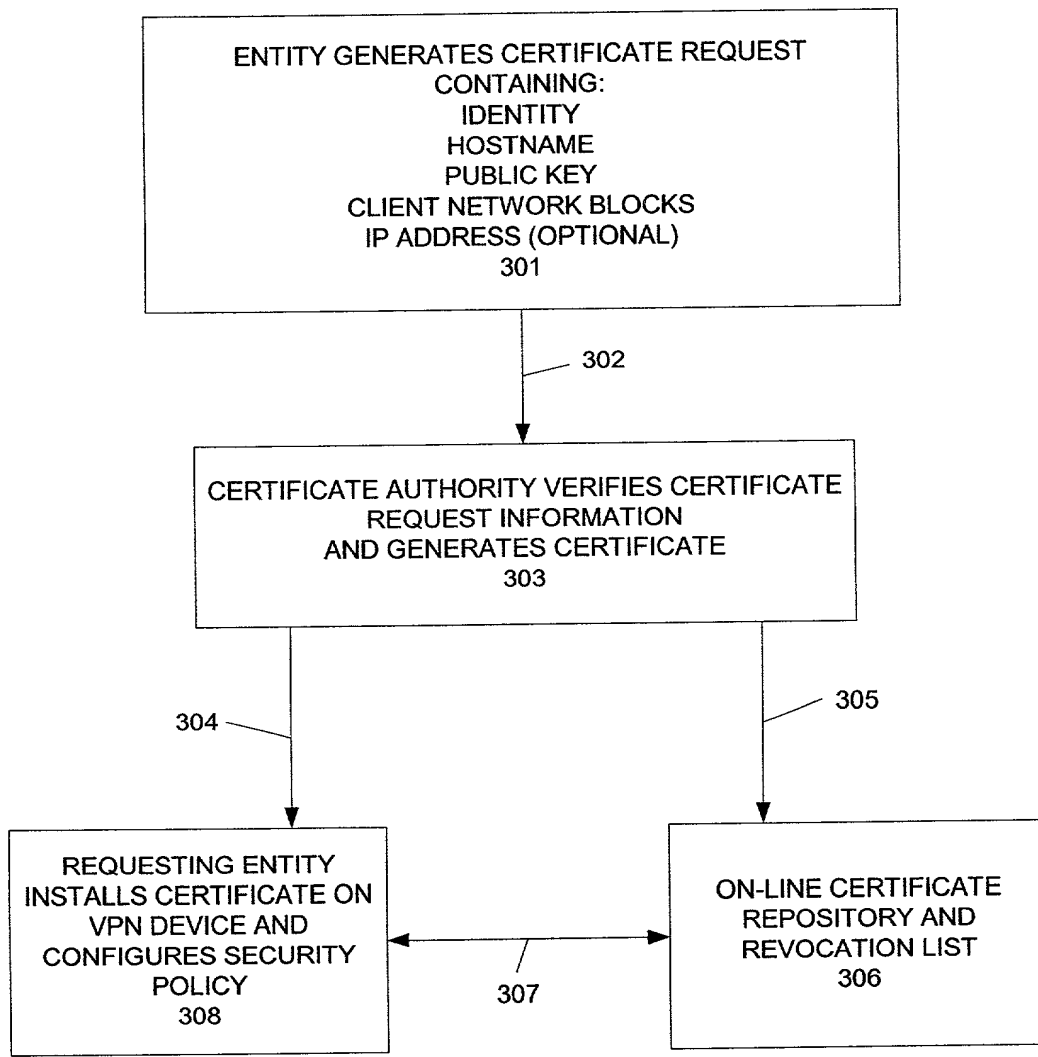 ENTITY GENERATES CERTIFICATE REQUEST
CONTAINING:
IDENTITY
HOSTNAME
PUBLIC KEY
CLIENT NETWORK BLOCKS
IP ADDRESS (OPTIONAL)
301
302
CERTIFICATE AUTHORITY VERIFIES CERTIFICATE
REQUEST INFORMATION
AND GENERATES CERTIFICATE
303
304
305
REQUESTING ENTITY
INSTALLS CERTIFICATE ON
VPN DEVICE AND
CONFIGURES SECURITY
POLICY
308
307
ON-LINE CERTIFICATE
REPOSITORY AND
REVOCATION LIST
306